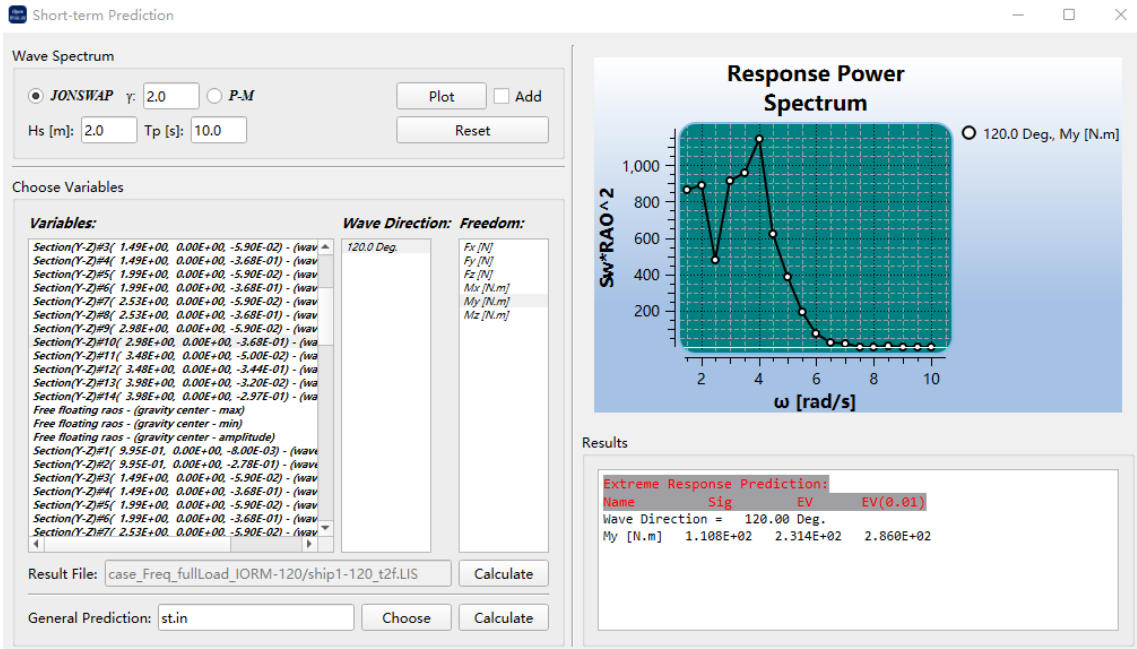 Short-term Prediction
Wave Spectrum
JONSWAP γ: 2.0 P-M Plot Add
Hs [m]: 2.0 Tp [s]: 10.0 Reset
Choose Variables
Variables: Wave Direction: Freedom:
Section(Y-Z)#3( 1.49E+00, 0.00E+00, -5.90E-02) - (wav
Section(Y-Z)#4( 1.49E+00, 0.00E+00, -3.68E-01) - (wav
Section(Y-Z)#5( 1.99E+00, 0.00E+00, -5.90E-02) - (wav
Section(Y-Z)#6( 1.99E+00, 0.00E+00, -3.68E-01) - (wav
Section(Y-Z)#7( 2.53E+00, 0.00E+00, -5.90E-02) - (wav
Section(Y-Z)#8( 2.53E+00, 0.00E+00, -3.68E-01) - (wav
Section(Y-Z)#9( 2.98E+00, 0.00E+00, -5.90E-02) - (wav
Section(Y-Z)#10( 2.98E+00, 0.00E+00, -3.68E-01) - (wa
Section(Y-Z)#11( 3.48E+00, 0.00E+00, -5.00E-02) - (wa
Section(Y-Z)#12( 3.48E+00, 0.00E+00, -3.44E-01) - (wa
Section(Y-Z)#13( 3.98E+00, 0.00E+00, -3.20E-02) - (wa
Section(Y-Z)#14( 3.98E+00, 0.00E+00, -2.97E-01) - (wa
Free floating raos - (gravity center - max)
Free floating raos - (gravity center - min)
Free floating raos - (gravity center - amplitude)
Section(Y-Z)#1( 9.95E-01, 0.00E+00, -8.00E-03) - (wave
Section(Y-Z)#2( 9.95E-01, 0.00E+00, -2.78E-01) - (wave
Section(Y-Z)#3( 1.49E+00, 0.00E+00, -5.90E-02) - (wav
Section(Y-Z)#4( 1.49E+00, 0.00E+00, -3.68E-01) - (wav
Section(Y-Z)#5( 1.99E+00, 0.00E+00, -5.90E-02) - (wav
Section(Y-Z)#6( 1.99E+00, 0.00E+00, -3.68E-01) - (wav
Section(Y-Z)#7( 2.53E+00, 0.00E+00, -5.90E-02) - (wav
120.0 Deg.
Fx [N]
Fy [N]
Fz [N]
Mx [N.m]
My [N.m]
Mz [N.m]
Result File: case_Freq_fullLoad_IORM-120/ship1-120_t2f.LIS Calculate
General Prediction: st.in Choose Calculate
Response Power
Spectrum
120.0 Deg., My [N.m]
Sw*RAO^2
1,000
800
600
400
200
2 4 6 8 10
ω [rad/s]
Results
Extreme Response Prediction:
Name Sig EV EV(0.01)
Wave Direction = 120.00 Deg.
My [N.m] 1.108E+02 2.314E+02 2.860E+02